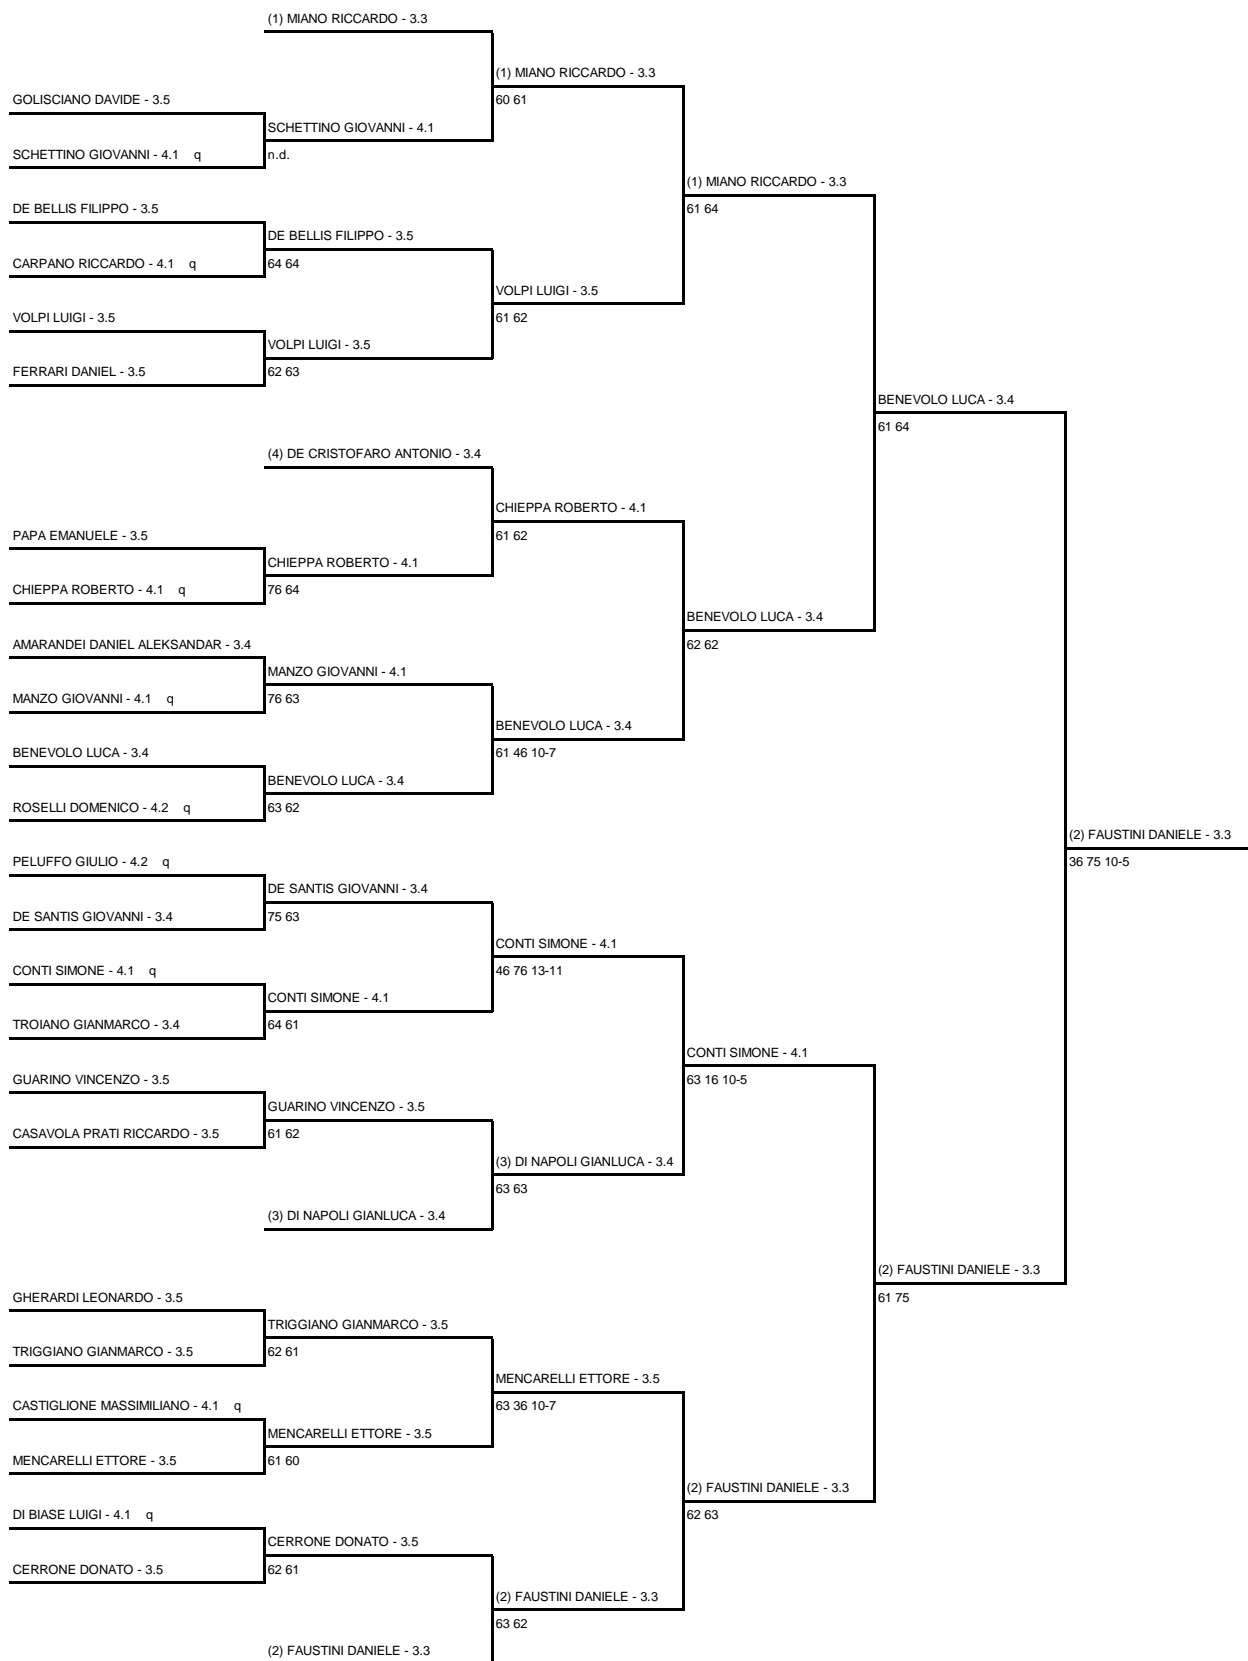 (1) MIANO RICCARDO - 3.3
(1) MIANO RICCARDO - 3.3
60 61
GOLISCIANO DAVIDE - 3.5
SCHETTINO GIOVANNI - 4.1
SCHETTINO GIOVANNI - 4.1 q
n.d.
(1) MIANO RICCARDO - 3.3
61 64
DE BELLIS FILIPPO - 3.5
DE BELLIS FILIPPO - 3.5
CARPANO RICCARDO - 4.1 q
64 64
VOLPI LUIGI - 3.5
61 62
VOLPI LUIGI - 3.5
VOLPI LUIGI - 3.5
FERRARI DANIEL - 3.5
62 63
BENEVOLO LUCA - 3.4
61 64
(4) DE CRISTOFARO ANTONIO - 3.4
CHIEPPA ROBERTO - 4.1
61 62
PAPA EMANUELE - 3.5
CHIEPPA ROBERTO - 4.1
CHIEPPA ROBERTO - 4.1 q
76 64
BENEVOLO LUCA - 3.4
62 62
AMARANDEI DANIEL ALEKSANDAR - 3.4
MANZO GIOVANNI - 4.1
MANZO GIOVANNI - 4.1 q
76 63
BENEVOLO LUCA - 3.4
61 46 10-7
BENEVOLO LUCA - 3.4
BENEVOLO LUCA - 3.4
ROSELLI DOMENICO - 4.2 q
63 62
(2) FAUSTINI DANIELE - 3.3
36 75 10-5
PELUFFO GIULIO - 4.2 q
DE SANTIS GIOVANNI - 3.4
DE SANTIS GIOVANNI - 3.4
75 63
CONTI SIMONE - 4.1
46 76 13-11
CONTI SIMONE - 4.1 q
CONTI SIMONE - 4.1
TROIANO GIANMARCO - 3.4
64 61
CONTI SIMONE - 4.1
63 16 10-5
GUARINO VINCENZO - 3.5
GUARINO VINCENZO - 3.5
CASAVOLA PRATI RICCARDO - 3.5
61 62
(3) DI NAPOLI GIANLUCA - 3.4
63 63
(3) DI NAPOLI GIANLUCA - 3.4
(2) FAUSTINI DANIELE - 3.3
61 75
GHERARDI LEONARDO - 3.5
TRIGGIANO GIANMARCO - 3.5
TRIGGIANO GIANMARCO - 3.5
62 61
MENCARELLI ETTORE - 3.5
63 36 10-7
CASTIGLIONE MASSIMILIANO - 4.1 q
MENCARELLI ETTORE - 3.5
MENCARELLI ETTORE - 3.5
61 60
(2) FAUSTINI DANIELE - 3.3
62 63
DI BIASE LUIGI - 4.1 q
CERRONE DONATO - 3.5
CERRONE DONATO - 3.5
62 61
(2) FAUSTINI DANIELE - 3.3
63 62
(2) FAUSTINI DANIELE - 3.3